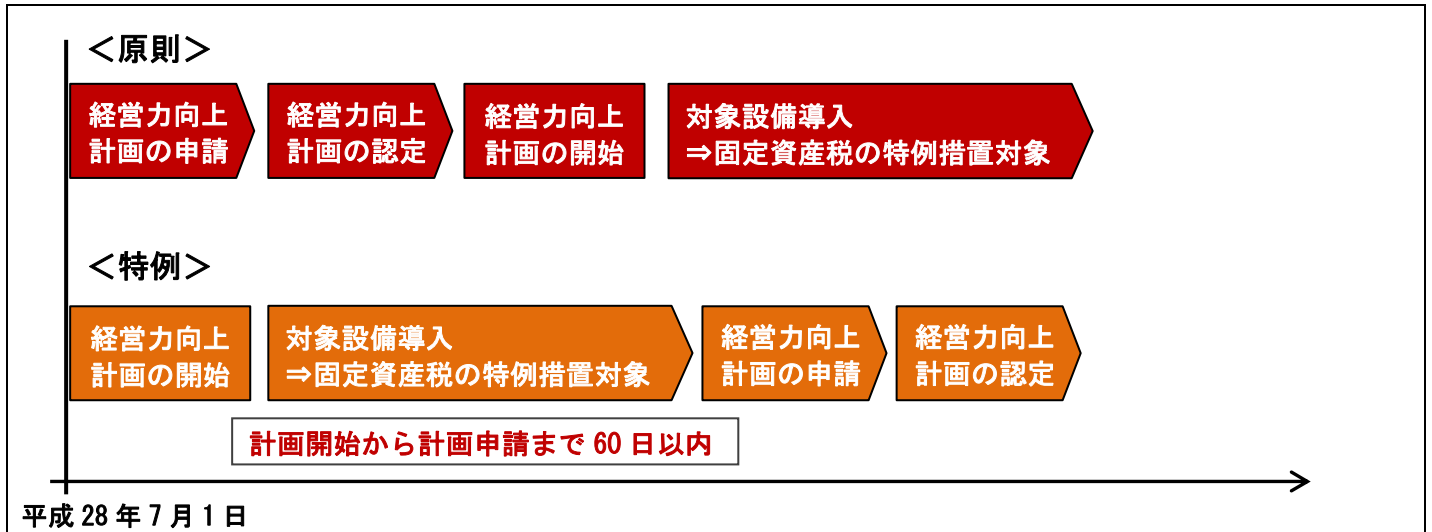 ＜原則＞
経営力向上
計画の申請
経営力向上
計画の認定
経営力向上
計画の開始
対象設備導入
⇒固定資産税の特例措置対象
＜特例＞
経営力向上
計画の開始
対象設備導入
⇒固定資産税の特例措置対象
経営力向上
計画の申請
経営力向上
計画の認定
計画開始から計画申請まで 60 日以内
平成 28 年 7 月 1 日